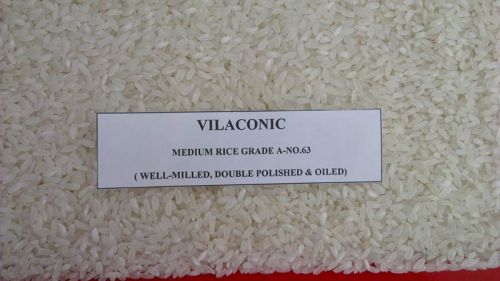 VILACONIC
MEDIUM RICE GRADE A-NO.63
( WELL-MILLED, DOUBLE POLISHED & OILED)